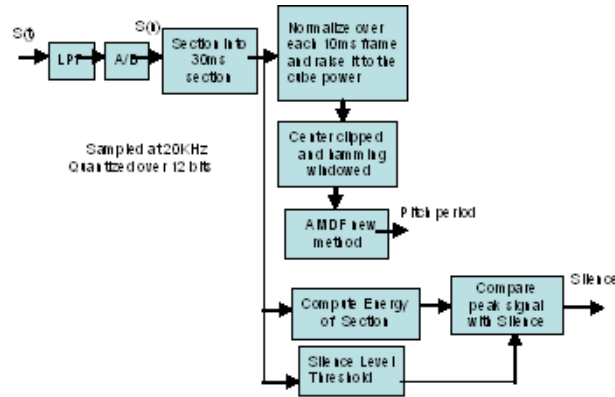 S(t)
S(n)
LPF
A/D
Section into
30ms
section
Normalize over
each 10ms frame
and raise it to the
cube power
Sampled at 20KHz
Quantized over 12 bits
Center clipped
and hamming
windowed
Pitch period
AMDF new
method
Silence
Compute Energy
of Section
Compare
peak signal
with Silence
Silence Level
Threshold